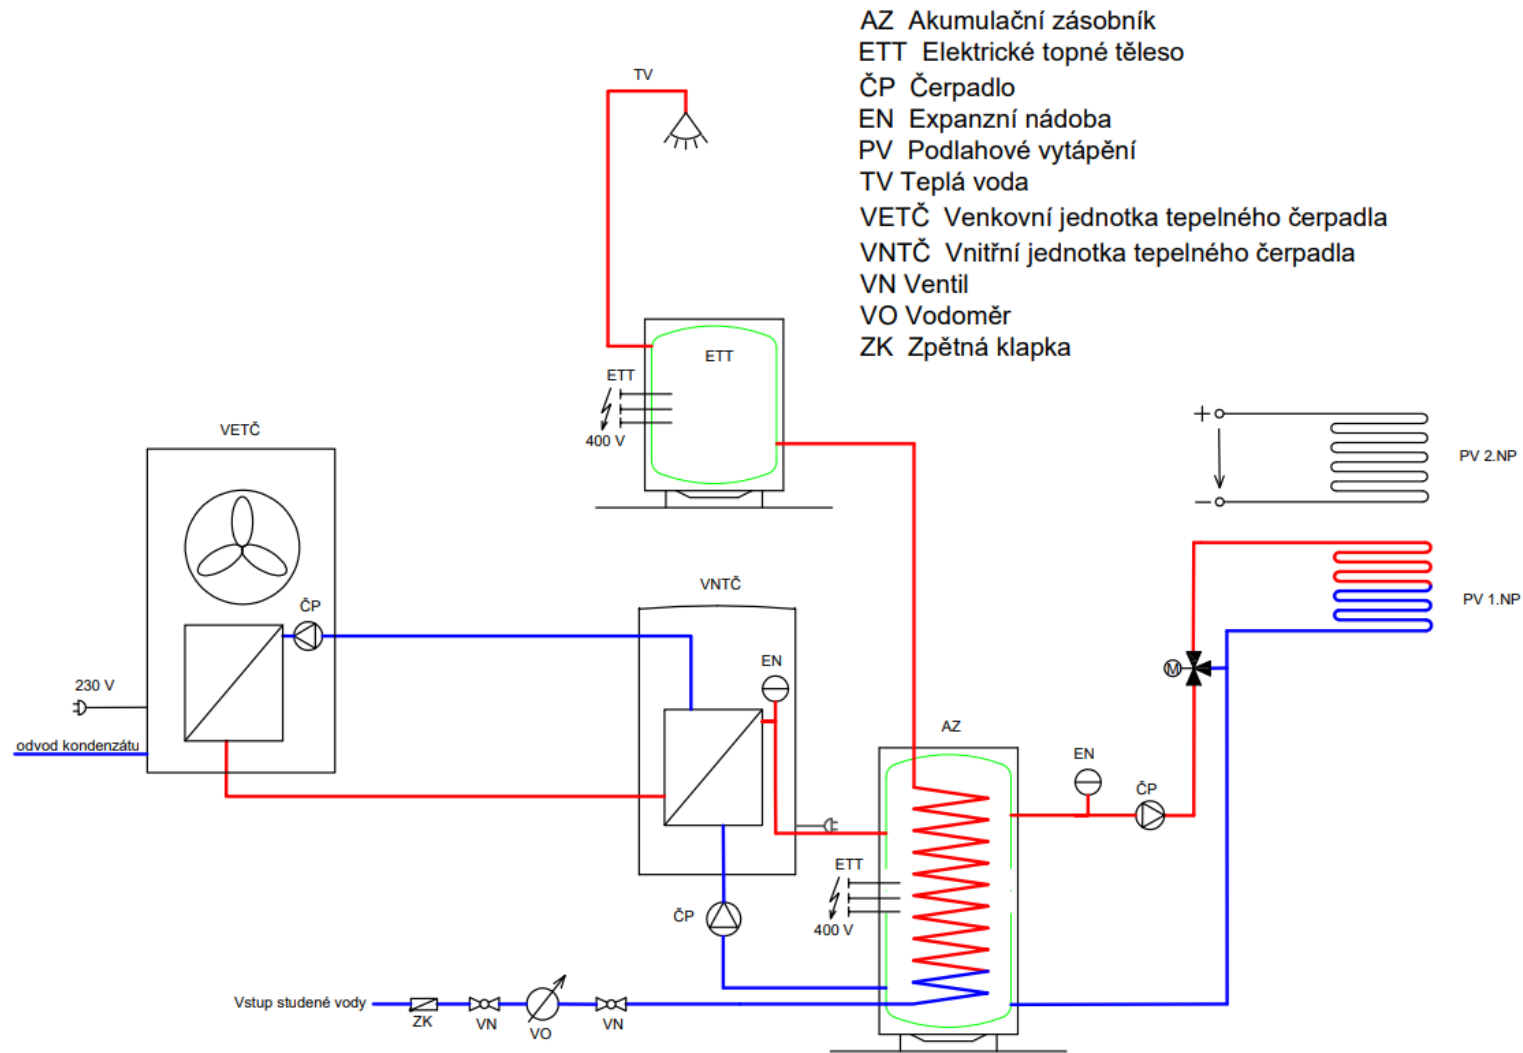 AZ Akumulační zásobník
ETT Elektrické topné těleso
ČP Čerpadlo
EN Expanzní nádoba
PV Podlahové vytápění
TV Teplá voda
VETČ Venkovní jednotka tepelného čerpadla
VNTČ Vnitřní jednotka tepelného čerpadla
VN Ventil
VO Vodoměr
ZK Zpětná klapka
TV
ETT
ETT
400 V
VETČ
ČP
230 V
odvod kondenzátu
VNTČ
EN
ČP
+
-
PV 2.NP
PV 1.NP
M
AZ
EN
ČP
ETT
400 V
Vstup studené vody
ZK
VN
VO
VN